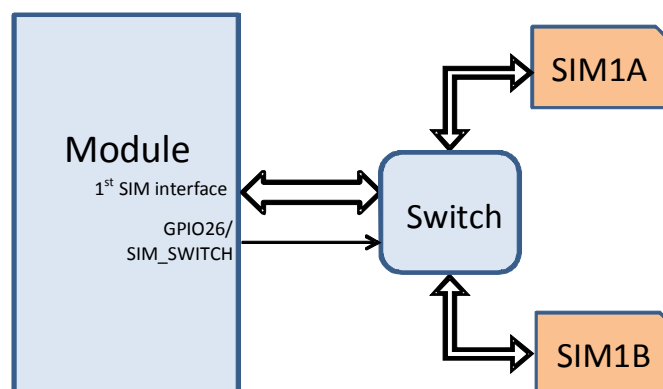 SIM1A
Module
1st SIM interface
Switch
GPIO26/
SIM_SWITCH
SIM1B